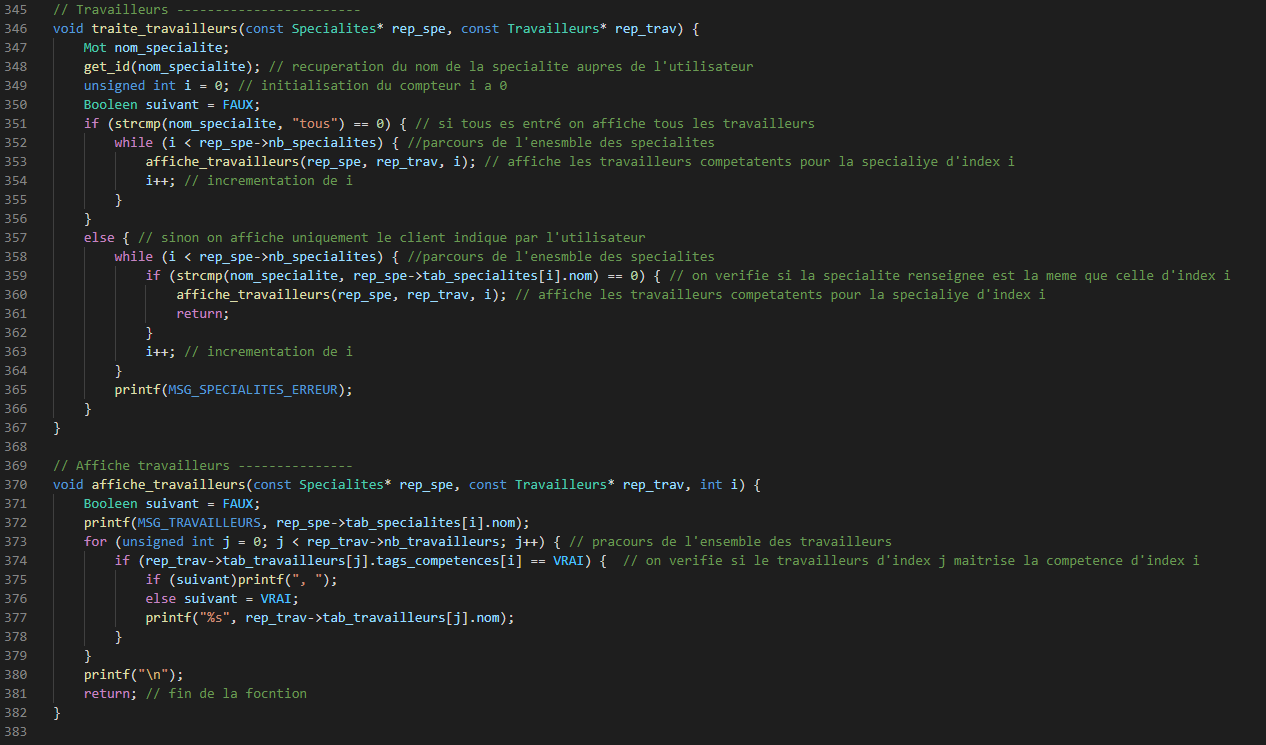 345 // Travailleurs ------------------------
346 void traite_travailleurs(const Specialites* rep_spe, const Travailleurs* rep_trav) {
347     Mot nom_specialite;
348     get_id(nom_specialite); // recuperation du nom de la specialite aupres de l'utilisateur
349     unsigned int i = 0; // initialisation du compteur i a 0
350     Booleen suivant = FAUX;
351     if (strcmp(nom_specialite, "tous") == 0) { // si tous es entré on affiche tous les travailleurs
352         while (i < rep_spe->nb_specialites) { //parcours de l'enesmble des specialites
353             affiche_travailleurs(rep_spe, rep_trav, i); // affiche les travailleurs competatents pour la specialiye d'index i
354             i++; // incrementation de i
355         }
356     }
357     else { // sinon on affiche uniquement le client indique par l'utilisateur
358         while (i < rep_spe->nb_specialites) { //parcours de l'enesmble des specialites
359             if (strcmp(nom_specialite, rep_spe->tab_specialites[i].nom) == 0) { // on verifie si la specialite renseignee est la meme que celle d'index i
360                 affiche_travailleurs(rep_spe, rep_trav, i); // affiche les travailleurs competatents pour la specialiye d'index i
361                 return;
362             }
363             i++; // incrementation de i
364         }
365         printf(MSG_SPECIALITES_ERREUR);
366     }
367 }
368
369 // Affiche travailleurs ---------------
370 void affiche_travailleurs(const Specialites* rep_spe, const Travailleurs* rep_trav, int i) {
371     Booleen suivant = FAUX;
372     printf(MSG_TRAVAILLEURS, rep_spe->tab_specialites[i].nom);
373     for (unsigned int j = 0; j < rep_trav->nb_travailleurs; j++) { // pracours de l'ensemble des travailleurs
374         if (rep_trav->tab_travailleurs[j].tags_competences[i] == VRAI) {  // on verifie si le travailleurs d'index j maitrise la competence d'index i
375             if (suivant)printf(", ");
376             else suivant = VRAI;
377             printf("%s", rep_trav->tab_travailleurs[j].nom);
378         }
379     }
380     printf("\n");
381     return; // fin de la focntion
382 }
383